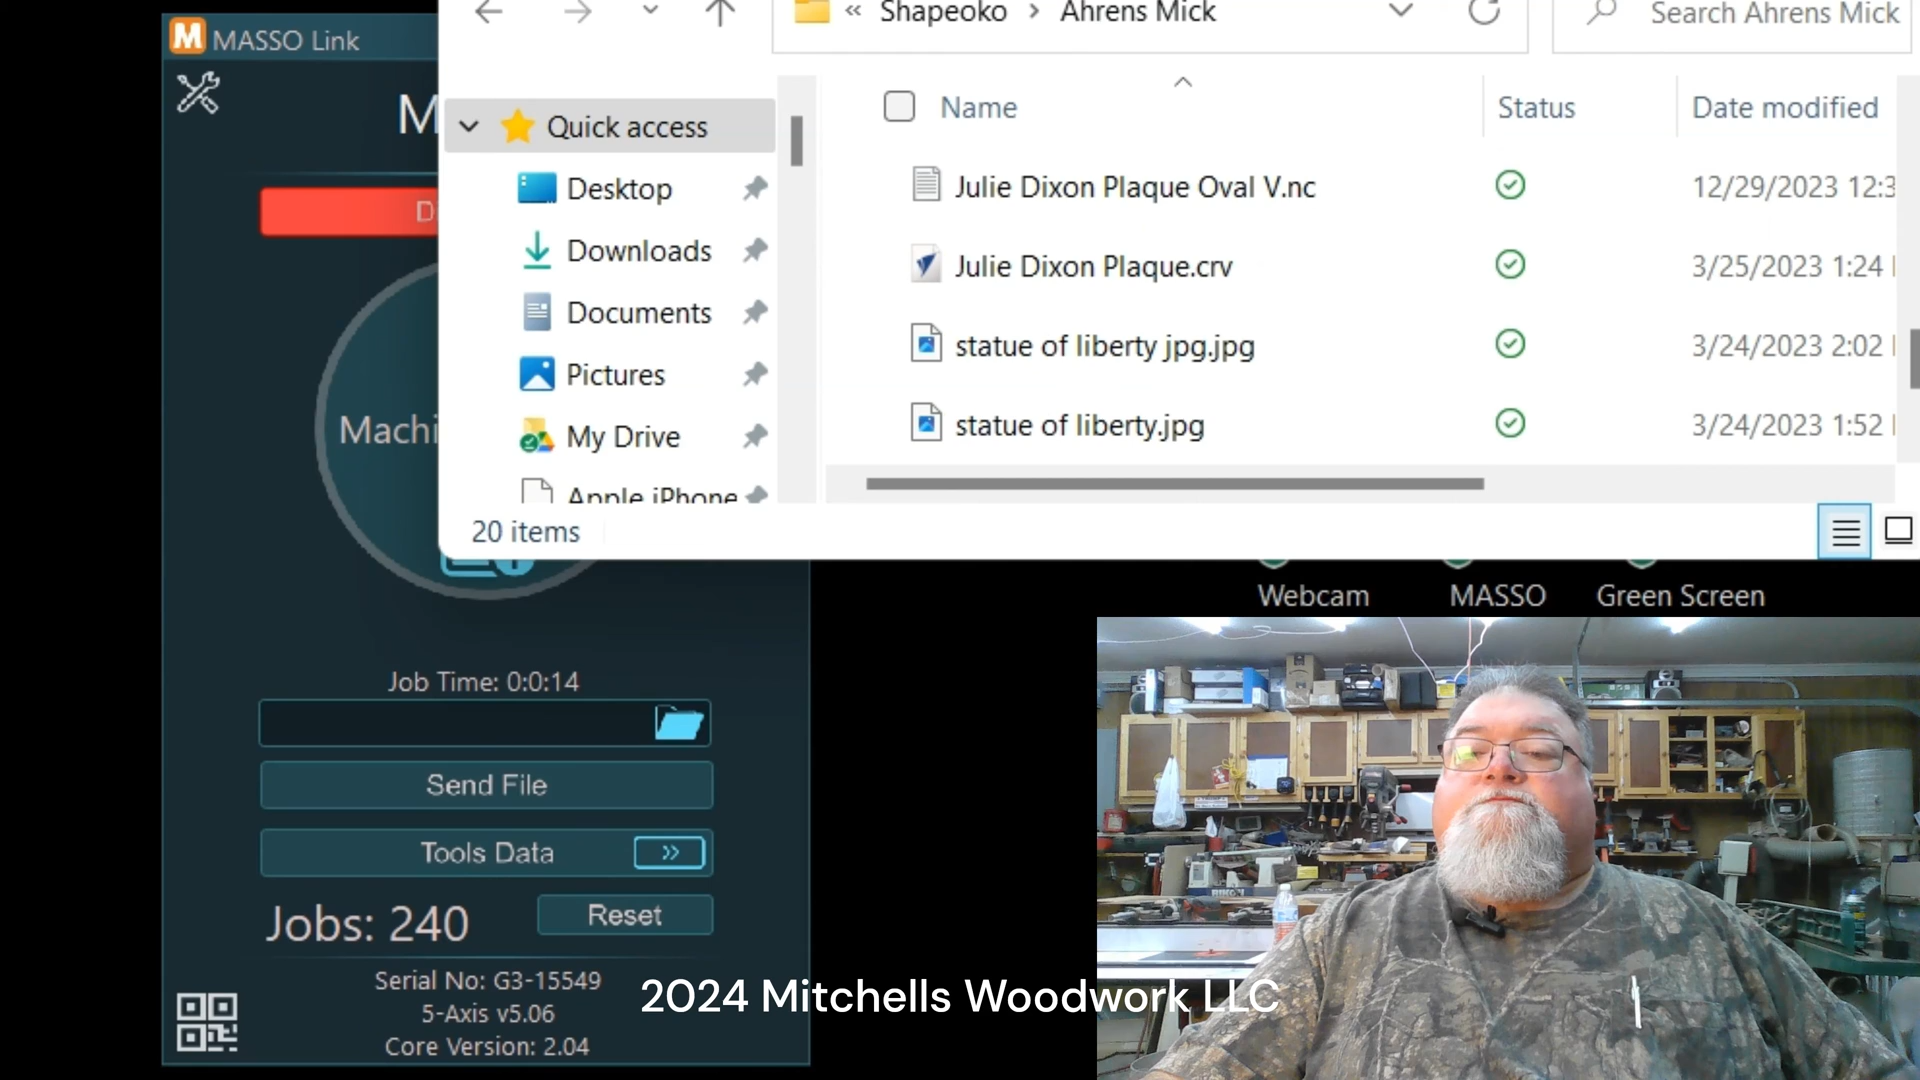 MASSO Link
« Shapeoko > Ahrens Mick
Search Ahrens Mick
Quick access
Desktop
Downloads
Documents
Pictures
My Drive
Apple iPhone
Name
Status
Date modified
Julie Dixon Plaque Oval V.nc
12/29/2023 12:3
Julie Dixon Plaque.crv
3/25/2023 1:24
statue of liberty jpg.jpg
3/24/2023 2:02
statue of liberty.jpg
3/24/2023 1:52
20 items
M
Di
Machi
Webcam
MASSO
Green Screen
Job Time: 0:0:14
Send File
Tools Data
>>
Jobs: 240
Reset
Serial No: G3-15549
5-Axis v5.06
Core Version: 2.04
2024 Mitchells Woodwork LLC